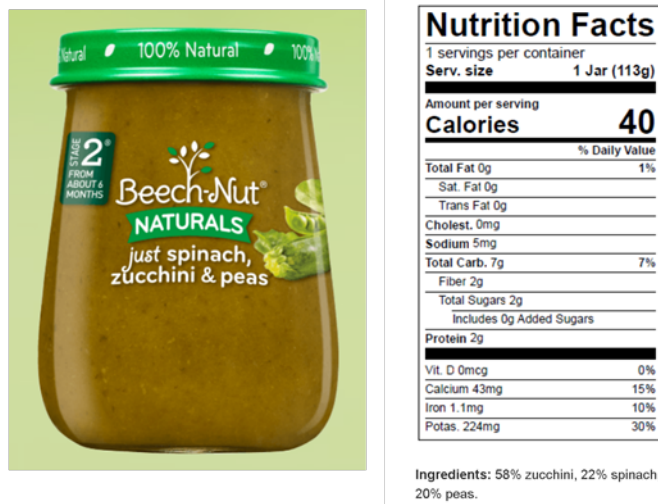 Natural 100% Natural 100%
STAGE 2®
FROM
ABOUT 6
MONTHS
Beech-Nut®
NATURALS
just spinach,
zucchini & peas
Nutrition Facts
1 servings per container
Serv. size 1 Jar (113g)
Amount per serving
Calories 40
% Daily Value
Total Fat 0g 1%
Sat. Fat 0g
Trans Fat 0g
Cholest. 0mg
Sodium 5mg
Total Carb. 7g 7%
Fiber 2g
Total Sugars 2g
Includes 0g Added Sugars
Protein 2g
Vit. D 0mcg 0%
Calcium 43mg 15%
Iron 1.1mg 10%
Potas. 224mg 30%
Ingredients: 58% zucchini, 22% spinach
20% peas.